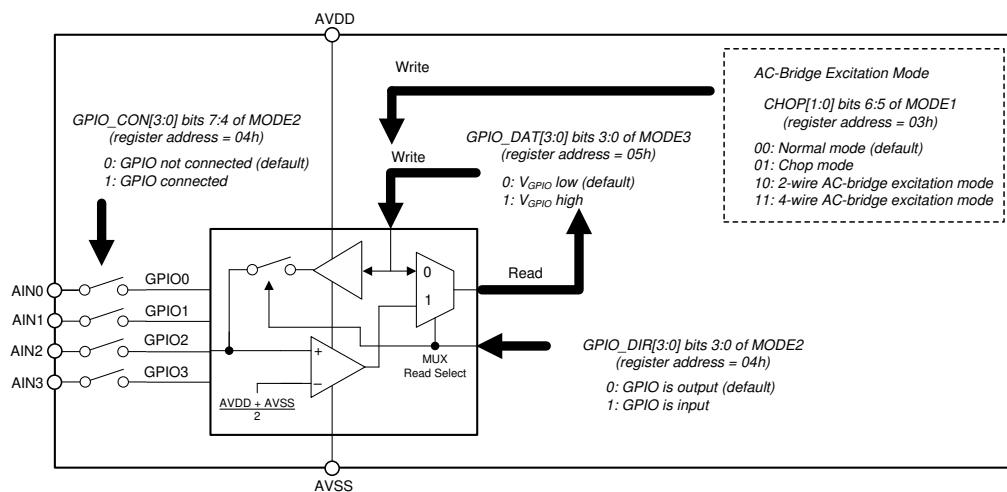 AVDD
Write
AC-Bridge Excitation Mode
CHOP[1:0] bits 6:5 of MODE1
(register address = 03h)
00: Normal mode (default)
01: Chop mode
10: 2-wire AC-bridge excitation mode
11: 4-wire AC-bridge excitation mode
GPIO_CON[3:0] bits 7:4 of MODE2
(register address = 04h)
0: GPIO not connected (default)
1: GPIO connected
Write
GPIO_DAT[3:0] bits 3:0 of MODE3
(register address = 05h)
0: VGPIO low (default)
1: VGPIO high
0
1
Read
AIN0
GPIO0
AIN1
GPIO1
AIN2
GPIO2
AIN3
GPIO3
+
−
AVDD + AVSS
2
MUX
Read Select
GPIO_DIR[3:0] bits 3:0 of MODE2
(register address = 04h)
0: GPIO is output (default)
1: GPIO is input
AVSS